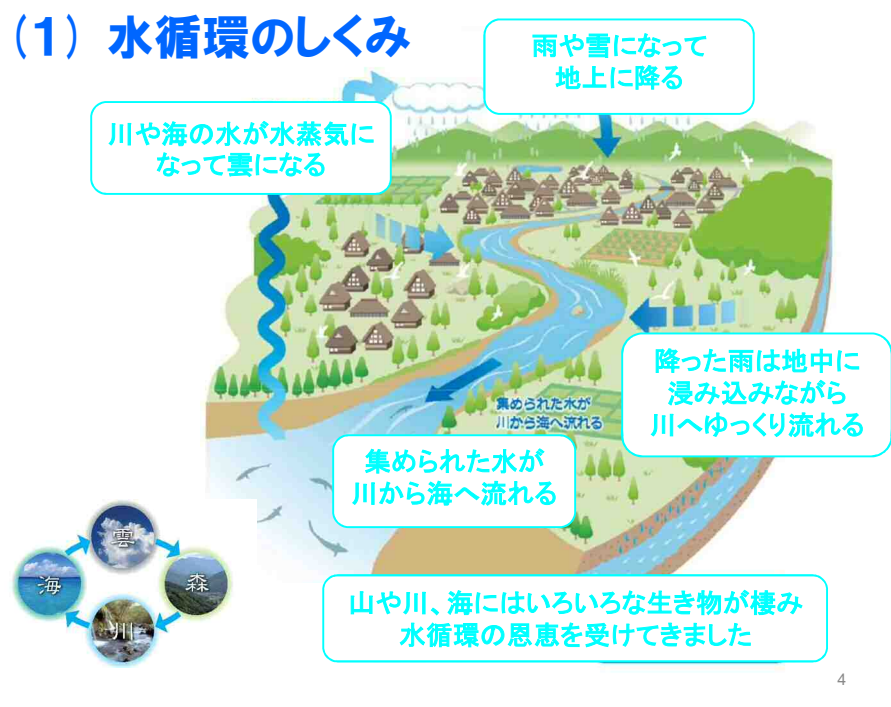 (1) 水循環のしくみ
雨や雪になって
地上に降る
川や海の水が水蒸気に
なって雲になる
降った雨は地中に
浸み込みながら
川へゆっくり流れる
集められた水が
川から海へ流れる
集められた水が
川から海へ流れる
雲
海
森
川
山や川、海にはいろいろな生き物が棲み
水循環の恩恵を受けてきました
4